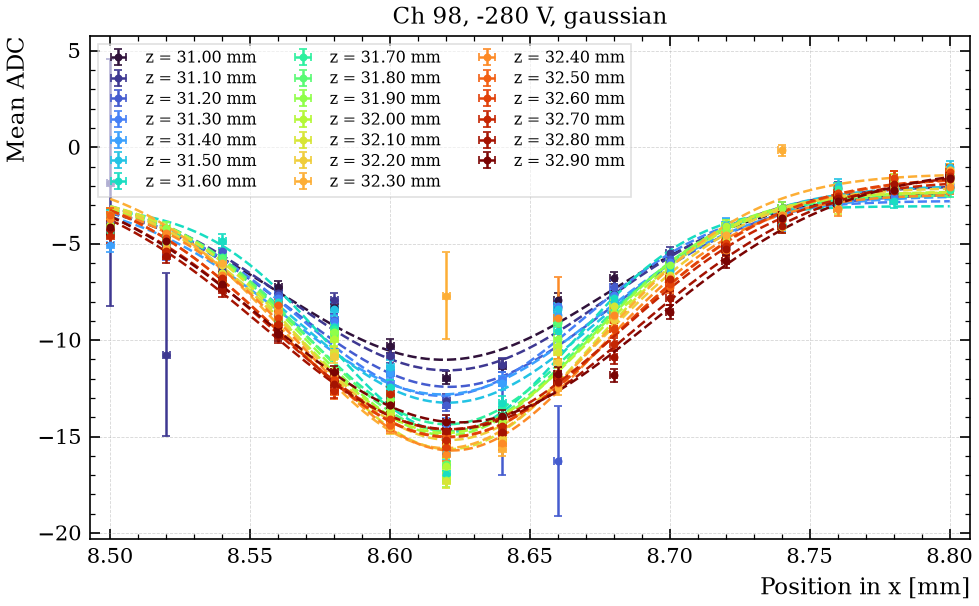 Ch 98, -280 V, gaussian
Mean ADC
5
0
−5
−10
−15
−20
z = 31.00 mm
z = 31.10 mm
z = 31.20 mm
z = 31.30 mm
z = 31.40 mm
z = 31.50 mm
z = 31.60 mm
z = 31.70 mm
z = 31.80 mm
z = 31.90 mm
z = 32.00 mm
z = 32.10 mm
z = 32.20 mm
z = 32.30 mm
z = 32.40 mm
z = 32.50 mm
z = 32.60 mm
z = 32.70 mm
z = 32.80 mm
z = 32.90 mm
8.50 8.55 8.60 8.65 8.70 8.75 8.80
Position in x [mm]